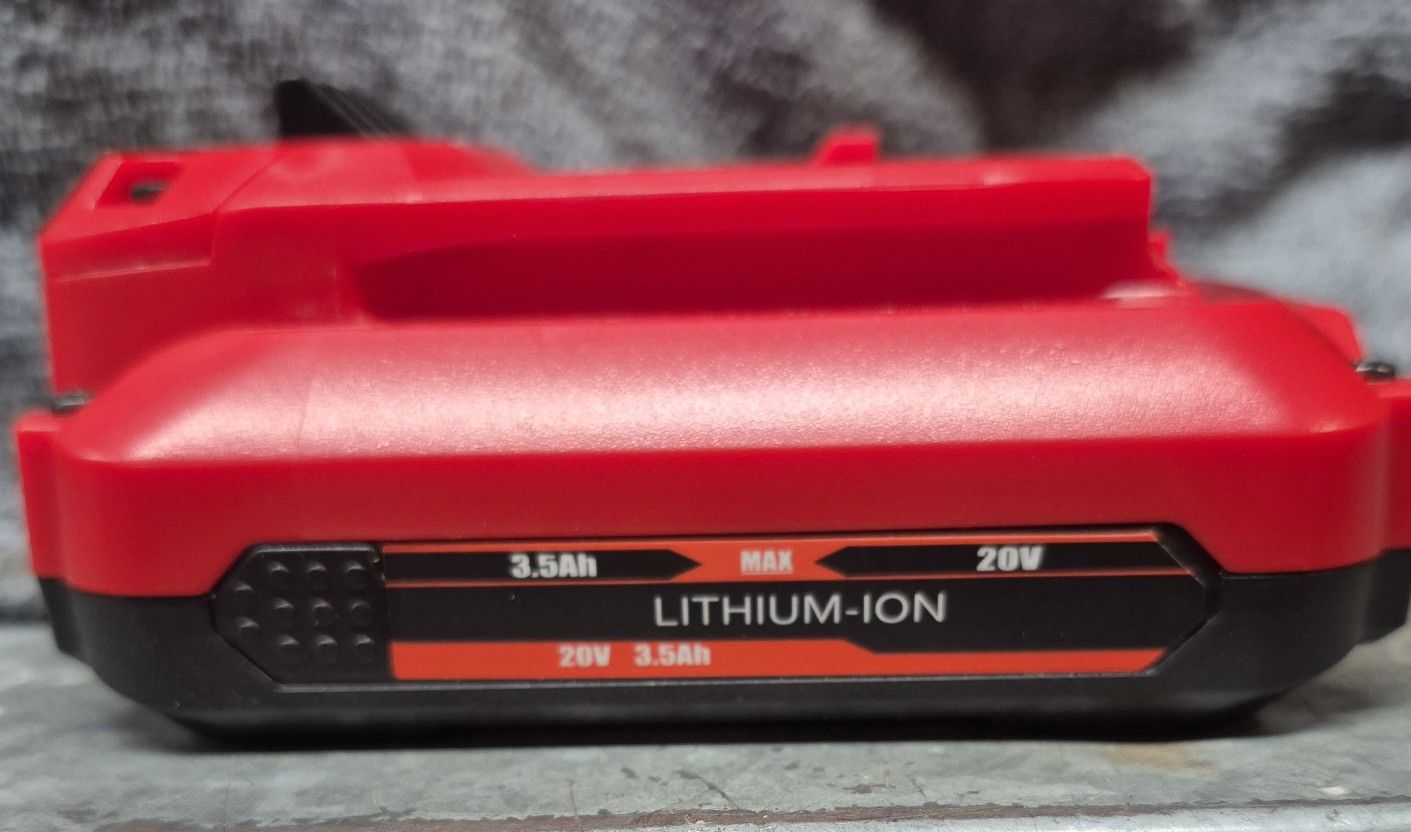 3.5Ah MAX 20V
LITHIUM-ION
20V 3.5Ah